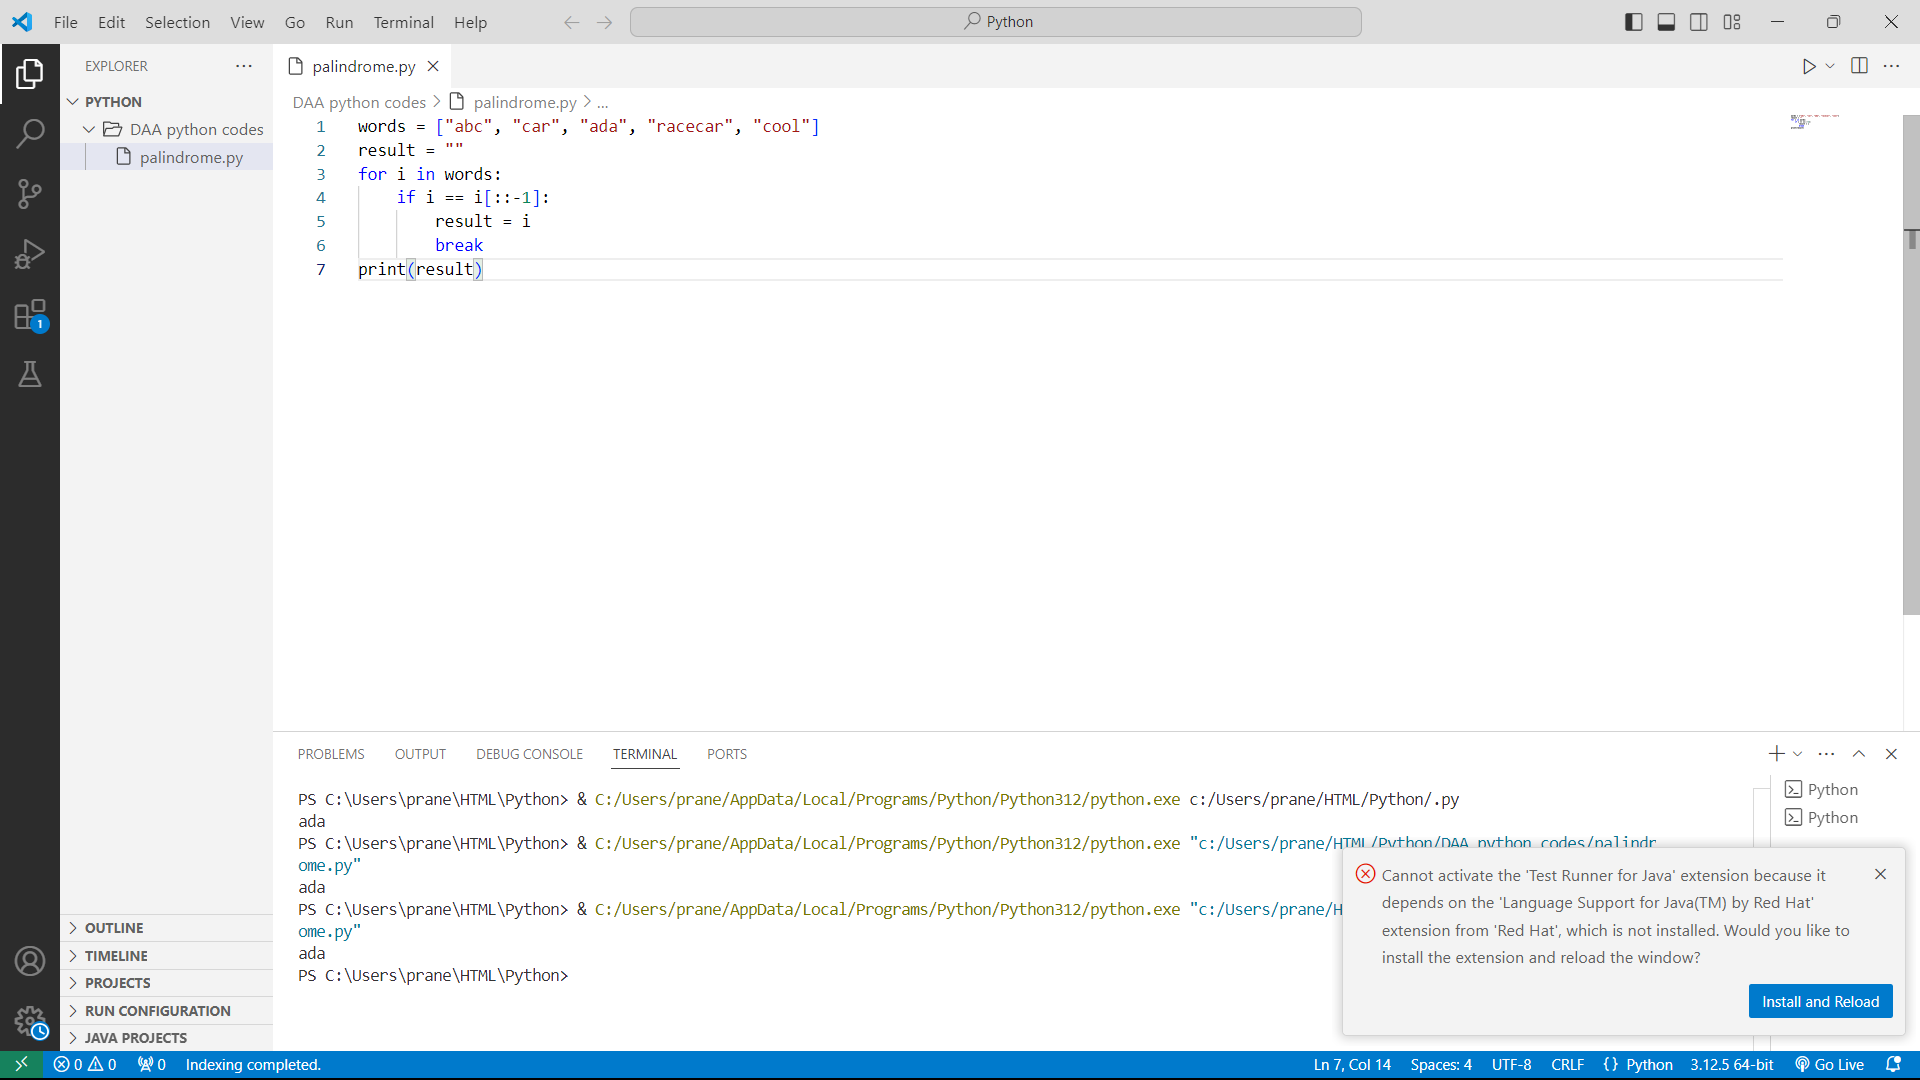 File Edit Selection View Go Run Terminal Help
Python
EXPLORER
PYTHON
DAA python codes
palindrome.py
OUTLINE
TIMELINE
PROJECTS
RUN CONFIGURATION
JAVA PROJECTS
1
palindrome.py
DAA python codes > palindrome.py > ...
1 words = ["abc", "car", "ada", "racecar", "cool"]
2 result = ""
3 for i in words:
4 if i == i[::-1]:
5 result = i
6 break
7 print(result)
PROBLEMS OUTPUT DEBUG CONSOLE TERMINAL PORTS
PS C:\Users\prane\HTML\Python> & C:/Users/prane/AppData/Local/Programs/Python/Python312/python.exe c:/Users/prane/HTML/Python/.py
ada
PS C:\Users\prane\HTML\Python> & C:/Users/prane/AppData/Local/Programs/Python/Python312/python.exe "c:/Users/prane/HTML/Python/DAA python codes/palindr
ome.py"
ada
PS C:\Users\prane\HTML\Python> & C:/Users/prane/AppData/Local/Programs/Python/Python312/python.exe "c:/Users/prane/H
ome.py"
ada
PS C:\Users\prane\HTML\Python>
Python
Python
Cannot activate the 'Test Runner for Java' extension because it
depends on the 'Language Support for Java(TM) by Red Hat'
extension from 'Red Hat', which is not installed. Would you like to
install the extension and reload the window?
Install and Reload
0 0 0 Indexing completed.
Ln 7, Col 14 Spaces: 4 UTF-8 CRLF {} Python 3.12.5 64-bit Go Live